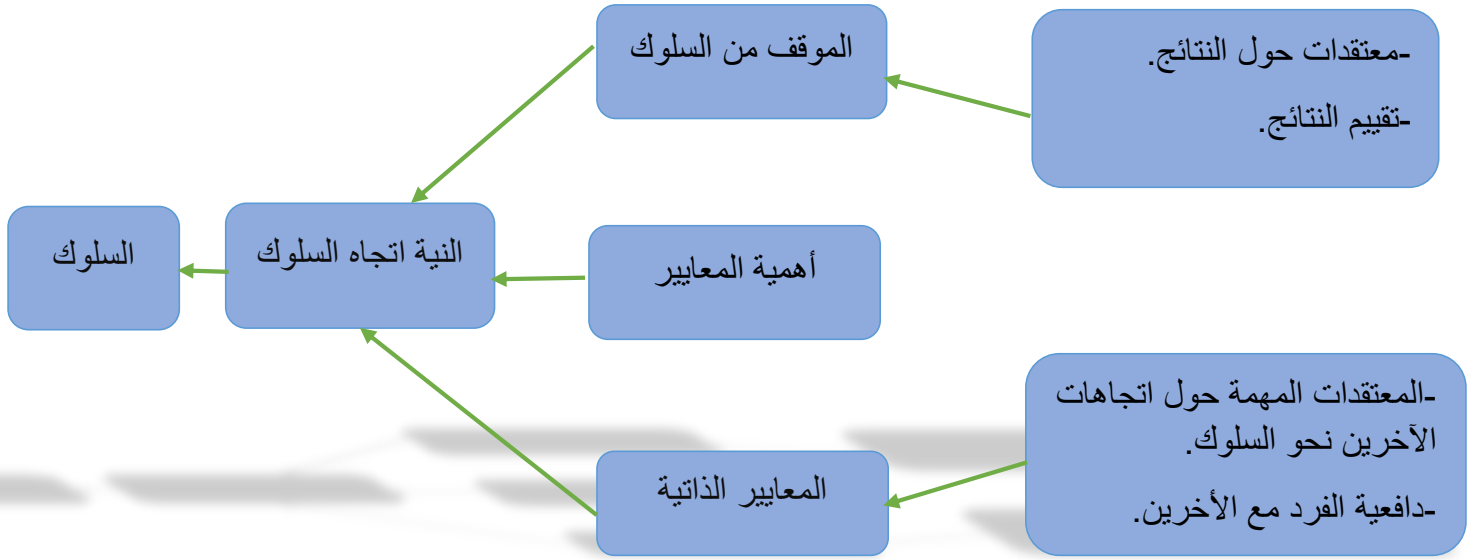 -معتقدات حول النتائج.
-تقييم النتائج.
الموقف من السلوك
أهمية المعايير
النية اتجاه السلوك
السلوك
-المعتقدات المهمة حول اتجاهات
الآخرين نحو السلوك.
-دافعية الفرد مع الأخرين.
المعايير الذاتية